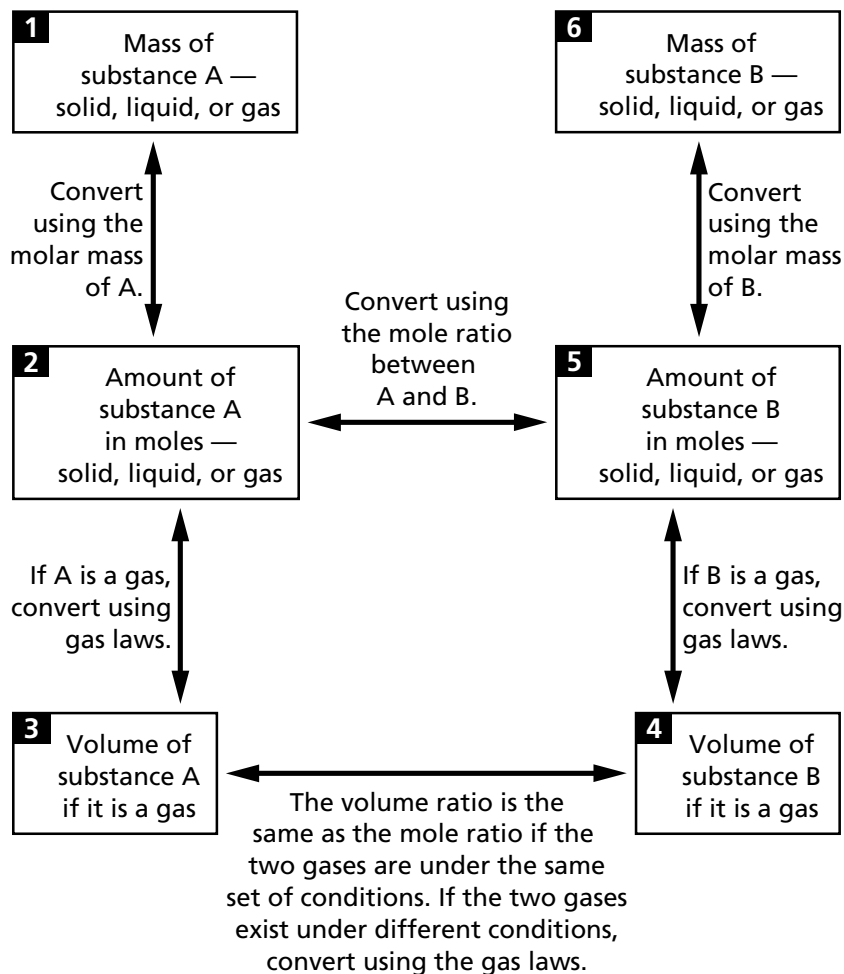 1
Mass of
substance A —
solid, liquid, or gas
6
Mass of
substance B —
solid, liquid, or gas
Convert
using the
molar mass
of A.
Convert
using the
molar mass
of B.
Convert using
the mole ratio
between
A and B.
2
Amount of
substance A
in moles —
solid, liquid, or gas
5
Amount of
substance B
in moles —
solid, liquid, or gas
If A is a gas,
convert using
gas laws.
If B is a gas,
convert using
gas laws.
3
Volume of
substance A
if it is a gas
4
Volume of
substance B
if it is a gas
The volume ratio is the
same as the mole ratio if the
two gases are under the same
set of conditions. If the two gases
exist under different conditions,
convert using the gas laws.